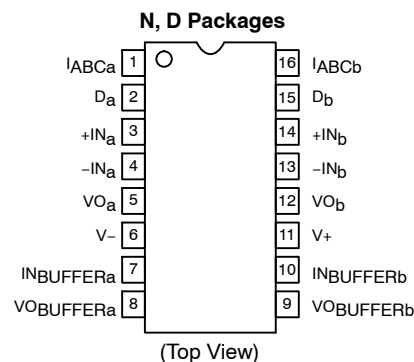 N, D Packages
IABCa 1 16 IABCb
Da 2 15 Db
+INa 3 14 +INb
−INa 4 13 −INb
VOa 5 12 VOb
V− 6 11 V+
INBUFFERa 7 10 INBUFFERb
VOBUFFERa 8 9 VOBUFFERb
(Top View)